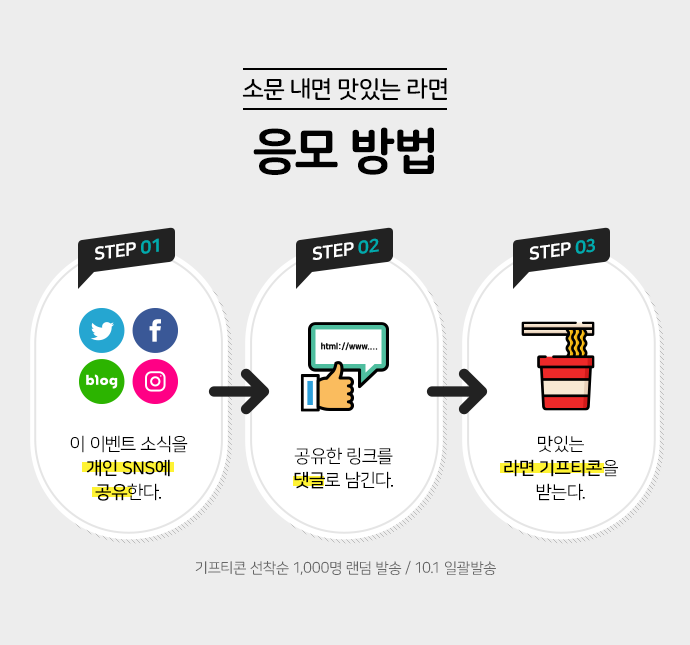 소문 내면 맛있는 라면
응모 방법
STEP 01
STEP 02
STEP 03
blog
html://www....
이 이벤트 소식을
개인 SNS에
공유한다.
공유한 링크를
댓글로 남긴다.
맛있는
라면 기프티콘을
받는다.
기프티콘 선착순 1,000명 랜덤 발송 / 10.1 일괄발송